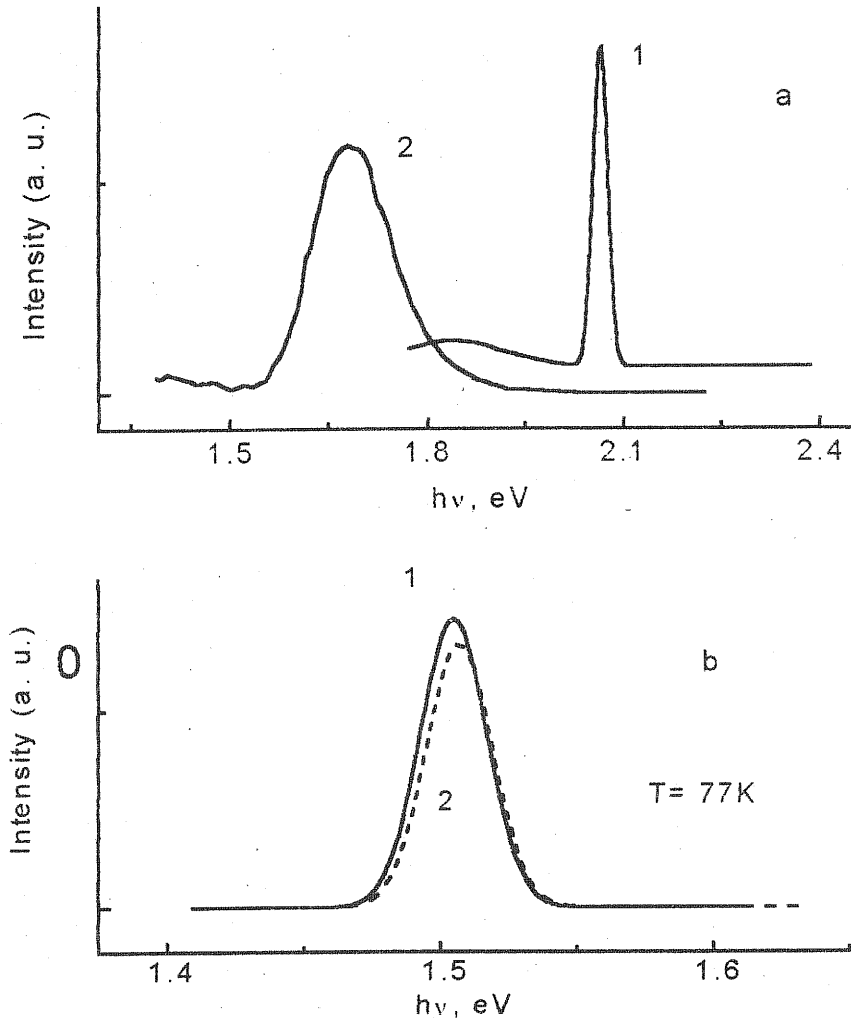 1
a
2
Intensity (a. u.)
1.5 1.8 2.1 2.4
hν, eV
1
0
b
Intensity (a. u.)
2
T= 77K
1.4 1.5 1.6
hν, eV